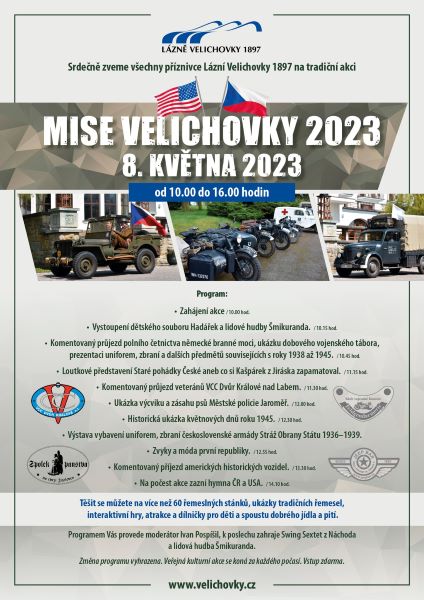 LÁZNĚ VELICHOVKY 1897
Srdečně zveme všechny příznivce Lázní Velichovky 1897 na tradiční akci
MISE VELICHOVKY 2023
8. KVĚTNA 2023
od 10.00 do 16.00 hodin
Program:
• Zahájení akce /10.00 hod.
• Vystoupení dětského souboru Hadářek a lidové hudby Šmikuranda. /10.15 hod.
• Komentovaný průjezd polního četnictva německé branné moci, ukázku dobového vojenského tábora,
prezentaci uniforem, zbraní a dalších předmětů souvisejících s roky 1938 až 1945. /10.45 hod.
• Loutkové představení Staré pohádky České aneb co si Kašpárek z Jiráska zapamatoval. /11.15 hod.
• Komentovaný průjezd veteránů VCC Dvůr Králové nad Labem. /11.30 hod.
• Ukázka výcviku a zásahu psů Městské policie Jaroměř. /12.00 hod.
• Historická ukázka květnových dnů roku 1945. /12.30 hod.
• Výstava vybavení uniforem, zbraní československé armády Stráž Obrany Státu 1936–1939.
• Zvyky a móda první republiky. /12.55 hod.
Spolek panstva
• Komentovaný příjezd amerických historických vozidel. /13.30 hod.
• Na počest akce zazní hymna ČR a USA. /14.10 hod.
Těšit se můžete na více než 60 řemeslných stánků, ukázky tradičních řemesel,
interaktivní hry, atrakce a dílničky pro děti a spoustu dobrého jídla a pití.
Programem Vás provede moderátor Ivan Pospíšil, k poslechu zahraje Swing Sextet z Náchoda
a lidová hudba Šmikuranda.
Změna programu vyhrazena. Veřejná kulturní akce se koná za každého počasí. Vstup zdarma.
www.velichovky.cz